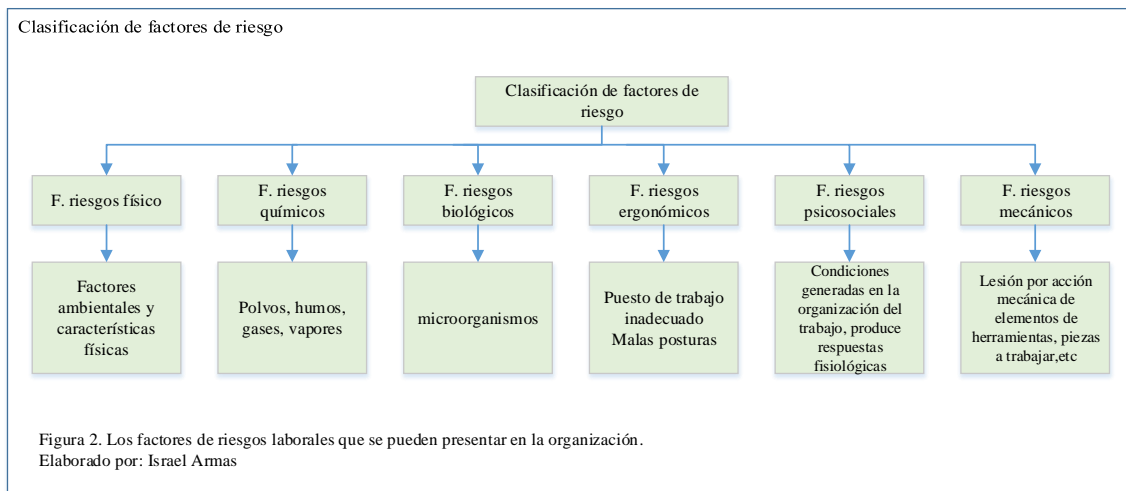 Clasificación de factores de riesgo
Clasificación de factores de
riesgo
F. riesgos físico
F. riesgos
químicos
F. riesgos
biológicos
F. riesgos
ergonómicos
F. riesgos
psicosociales
F. riesgos
mecánicos
Factores
ambientales y
características
físicas
Polvos, humos,
gases, vapores
microorganismos
Puesto de trabajo
inadecuado
Malas posturas
Condiciones
generadas en la
organización del
trabajo, produce
respuestas
fisiológicas
Lesión por acción
mecánica de
elementos de
herramientas, piezas
a trabajar,etc
Figura 2. Los factores de riesgos laborales que se pueden presentar en la organización.
Elaborado por: Israel Armas